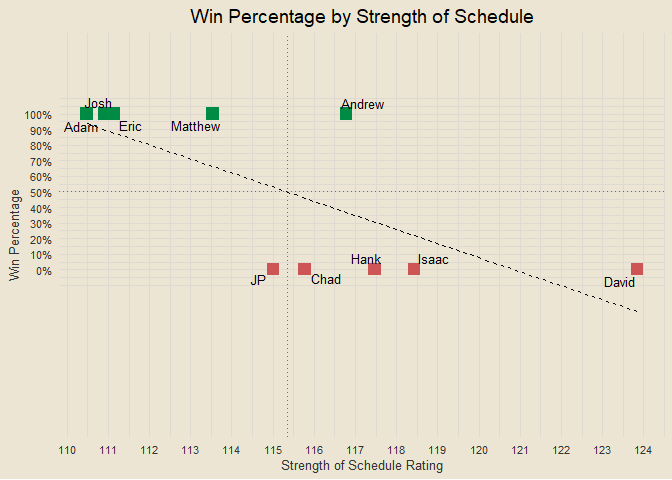 Win Percentage by Strength of Schedule
Josh
Andrew
Adam
Eric
Matthew
100%
90%
80%
70%
60%
50%
40%
30%
20%
10%
0%
Win Percentage
Hank
Isaac
JP
Chad
David
110 111 112 113 114 115 116 117 118 119 120 121 122 123 124
Strength of Schedule Rating